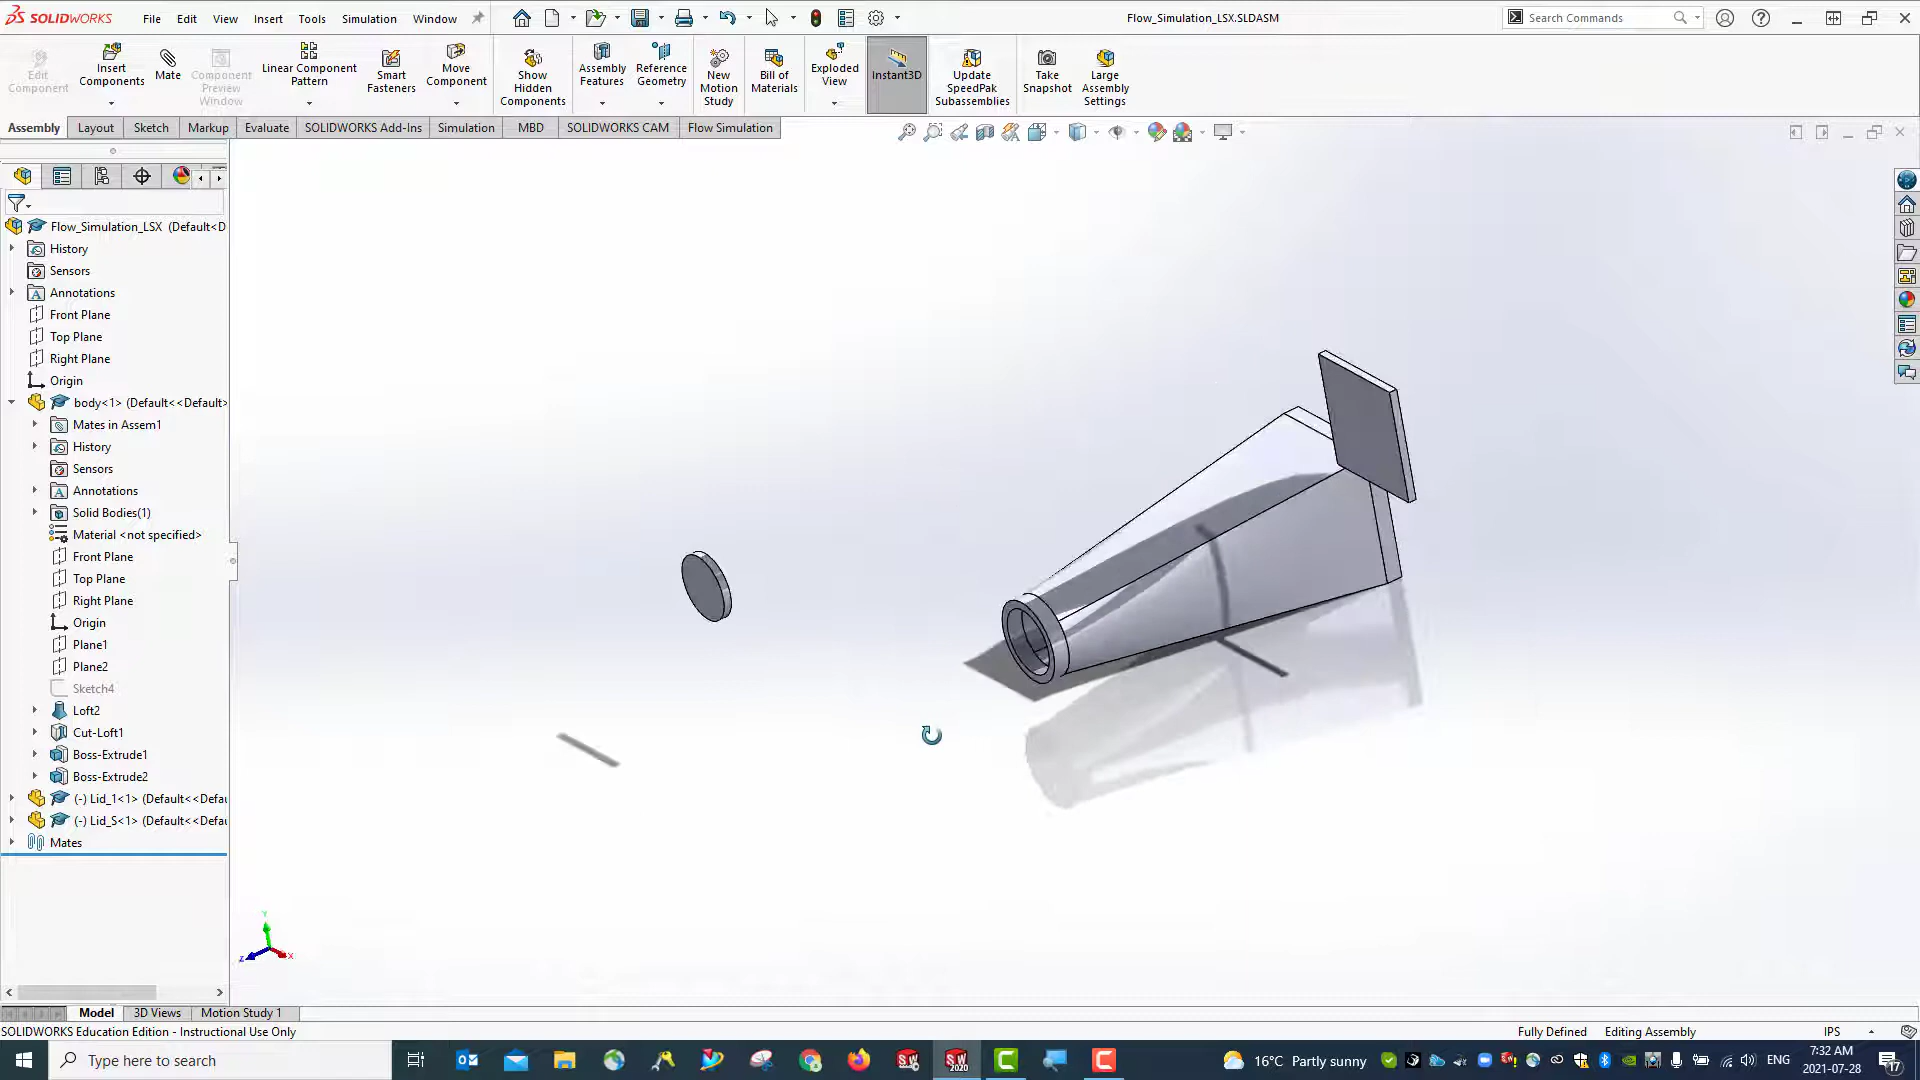 SOLIDWORKS File Edit View Insert Tools Simulation Window Flow_Simulation_LSX.SLDASM Search Commands
Edit Component
Insert Components
Mate
Component Preview Window
Linear Component Pattern
Smart Fasteners
Move Component
Show Hidden Components
Assembly Features
Reference Geometry
New Motion Study
Bill of Materials
Exploded View
Instant3D
Update SpeedPak Subassemblies
Take Snapshot
Large Assembly Settings
Assembly Layout Sketch Markup Evaluate SOLIDWORKS Add-Ins Simulation MBD SOLIDWORKS CAM Flow Simulation
Flow_Simulation_LSX (Default<D
History
Sensors
Annotations
Front Plane
Top Plane
Right Plane
Origin
body<1> (Default<<Default>
Mates in Assem1
History
Sensors
Annotations
Solid Bodies(1)
Material <not specified>
Front Plane
Top Plane
Right Plane
Origin
Plane1
Plane2
Sketch4
Loft2
Cut-Loft1
Boss-Extrude1
Boss-Extrude2
(-) Lid_1<1> (Default<<Defau
(-) Lid_S<1> (Default<<Defau
Mates
Y
Z X
Model 3D Views Motion Study 1
SOLIDWORKS Education Edition - Instructional Use Only Fully Defined Editing Assembly IPS
Type here to search 16°C Partly sunny ENG 7:32 AM
2021-07-28 17